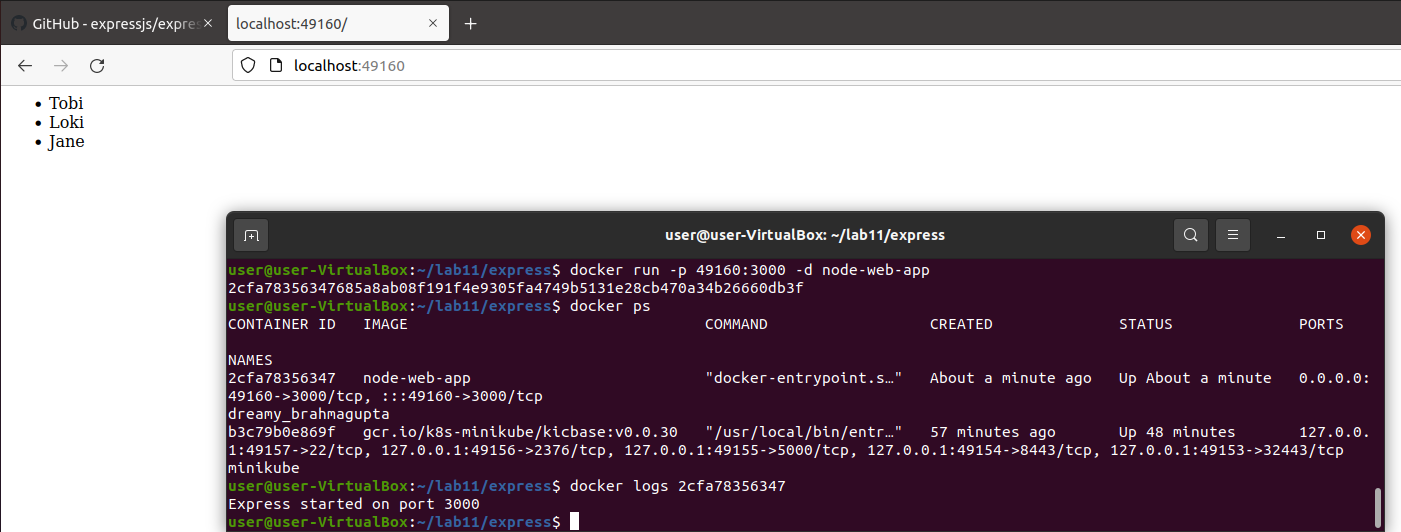 GitHub - expressjs/expres
localhost:49160/
localhost:49160
• Tobi
• Loki
• Jane
user@user-VirtualBox: ~/lab11/express
user@user-VirtualBox:~/lab11/express$ docker run -p 49160:3000 -d node-web-app
2cfa78356347685a8ab08f191f4e9305fa4749b5131e28cb470a34b26660db3f
user@user-VirtualBox:~/lab11/express$ docker ps
CONTAINER ID   IMAGE                                 COMMAND                  CREATED              STATUS              PORTS
NAMES
2cfa78356347   node-web-app                          "docker-entrypoint.s…"   About a minute ago   Up About a minute   0.0.0.0:
49160->3000/tcp, :::49160->3000/tcp
dreamy_brahmagupta
b3c79b0e869f   gcr.io/k8s-minikube/kicbase:v0.0.30   "/usr/local/bin/entr…"   57 minutes ago       Up 48 minutes       127.0.0.
1:49157->22/tcp, 127.0.0.1:49156->2376/tcp, 127.0.0.1:49155->5000/tcp, 127.0.0.1:49154->8443/tcp, 127.0.0.1:49153->32443/tcp
minikube
user@user-VirtualBox:~/lab11/express$ docker logs 2cfa78356347
Express started on port 3000
user@user-VirtualBox:~/lab11/express$